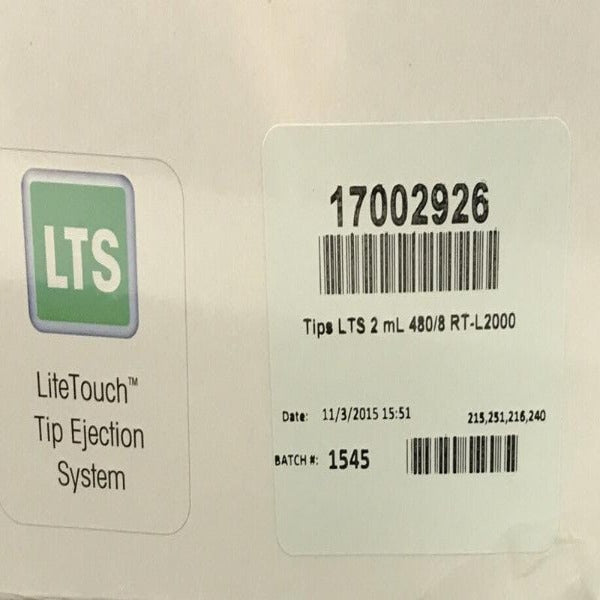 LTS
LiteTouch™
Tip Ejection
System
17002926
Tips LTS 2 mL 480/8 RT-L2000
Date: 11/3/2015 15:51
215,251,216,240
BATCH #: 1545